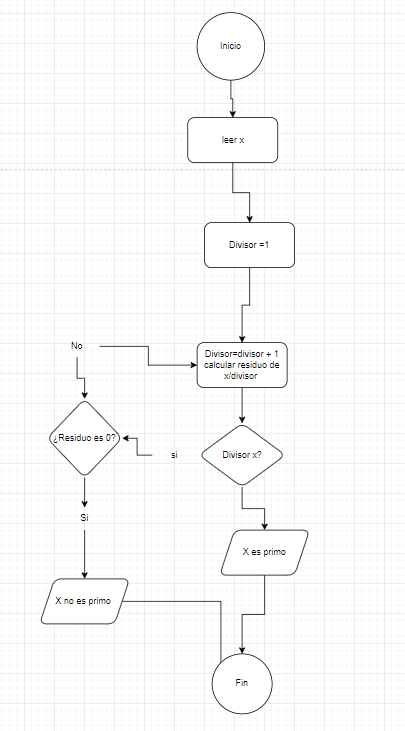 Inicio
leer x
Divisor =1
No
Divisor=divisor + 1
calcular residuo de
x/divisor
¿Residuo es 0?
si
Divisor x?
Si
X es primo
X no es primo
Fin